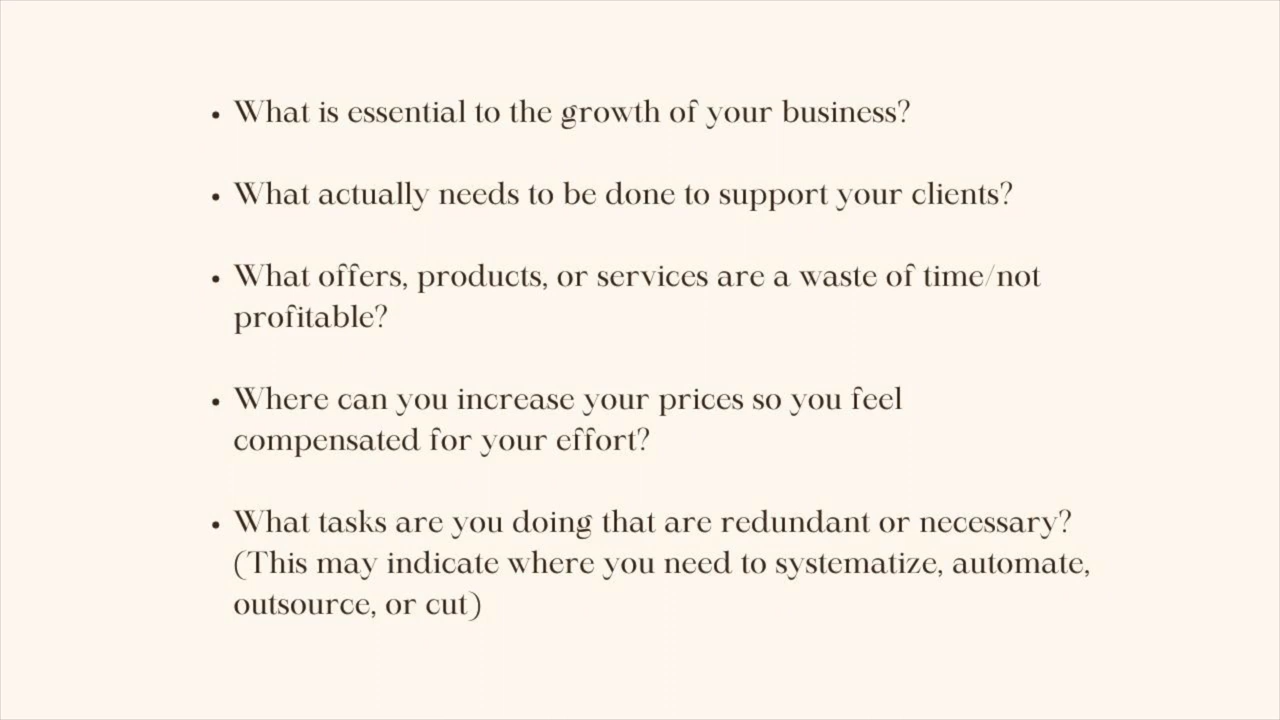 • What is essential to the growth of your business?
• What actually needs to be done to support your clients?
• What offers, products, or services are a waste of time/not
profitable?
• Where can you increase your prices so you feel
compensated for your effort?
• What tasks are you doing that are redundant or necessary?
(This may indicate where you need to systematize, automate,
outsource, or cut)